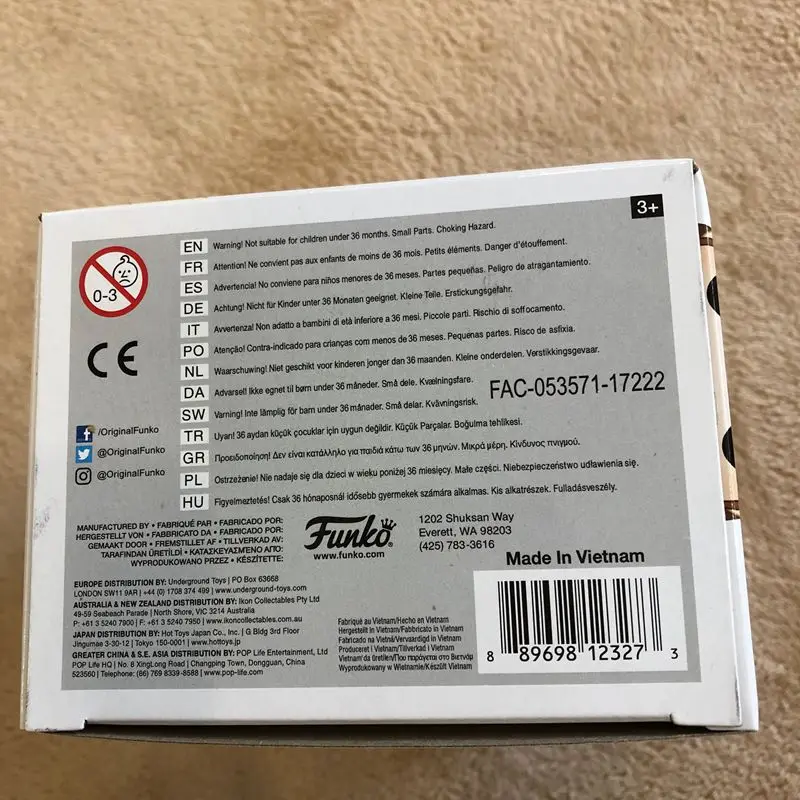 3+
0-3
EN Warning! Not suitable for children under 36 months. Small Parts. Choking Hazard.
FR Attention! Ne convient pas aux enfants de moins de 36 mois. Petits éléments. Danger d'étouffement.
ES Advertencia! No conviene para niños menores de 36 meses. Partes pequeñas. Peligro de atragantamiento.
DE Achtung! Nicht für Kinder unter 36 Monaten geeignet. Kleine Teile. Erstickungsgefahr.
IT Avvertenza! Non adatto a bambini di età inferiore a 36 mesi. Piccole parti. Rischio di soffocamento.
PO Atenção! Contra-indicado para crianças com menos de 36 meses. Pequenas partes. Risco de asfixia.
NL Waarschuwing! Niet geschikt voor kinderen jonger dan 36 maanden. Kleine onderdelen. Verstikkingsgevaar.
DA Advarsel! Ikke egnet til børn under 36 måneder. Små dele. Kvælningsfare.
SW Varning! Inte lämplig för barn under 36 månader. Små delar. Kvävningsrisk.
TR Uyarı! 36 aydan küçük çocuklar için uygun değildir. Küçük Parçalar. Boğulma tehlikesi.
GR Προειδοποίηση! Δεν είναι κατάλληλο για παιδιά κάτω των 36 μηνών. Μικρά μέρη. Κίνδυνος πνιγμού.
PL Ostrzeżenie! Nie nadaje się dla dzieci w wieku poniżej 36 miesięcy. Małe części. Niebezpieczeństwo udławienia się.
HU Figyelmeztetés! Csak 36 hónaposnál idősebb gyermekek számára alkalmas. Kis alkatrészek. Fulladásveszély.
FAC-053571-17222
CE
f /OriginalFunko
@OriginalFunko
@OriginalFunko
MANUFACTURED BY • FABRIQUÉ PAR • FABRICADO POR:
HERGESTELLT VON • FABBRICATO DA • FABRICADO POR:
GEMAAKT DOOR • FREMSTILLET AF • TILLVERKAD AV:
TARAFINDAN ÜRETİLDİ • ΚΑΤΑΣΚΕΥΑΣΜΕΝΟ ΑΠΟ:
WYPRODUKOWANO PRZEZ • KÉSZÍTETTE:
Funko
www.funko.com
1202 Shuksan Way
Everett, WA 98203
(425) 783-3616
Made In Vietnam
EUROPE DISTRIBUTION BY: Underground Toys | PO Box 63668
LONDON SW11 9AR | +44 (0) 1708 374 499 | www.underground-toys.com
AUSTRALIA & NEW ZEALAND DISTRIBUTION BY: Ikon Collectables Pty Ltd
49-59 Seabeach Parade | North Shore, VIC 3214 Australia
P: +61 3 5240 7900 | F: +61 3 5240 7950 | www.ikoncollectables.com.au
JAPAN DISTRIBUTION BY: Hot Toys Japan Co., Inc. | G Bldg 3rd Floor
Jingumae 3-30-12 | Tokyo 150-0001 | www.hottoys.jp
GREATER CHINA & S.E. ASIA DISTRIBUTION BY: POP Life Entertainment, Ltd
POP Life HQ | No. 8 XingLong Road | Changping Town, Dongguan, China
523560 | Telephone: (86) 769 8339-8588 | www.pop-life.com
Fabriqué au Vietnam/Hecho en Vietnam
Hergestellt in Vietnam/Fabbricato in Vietnam
Fabricado na Vietnam/Vervaardigd in Vietnam
Produceret i Vietnam/Tillverkad i Vietnam
Vietnam'da üretilen/Που παράγεται στο Βιετνάμ
Wyprodukowany w Vietnam/Készült Vietnam
8 89698 12327 3